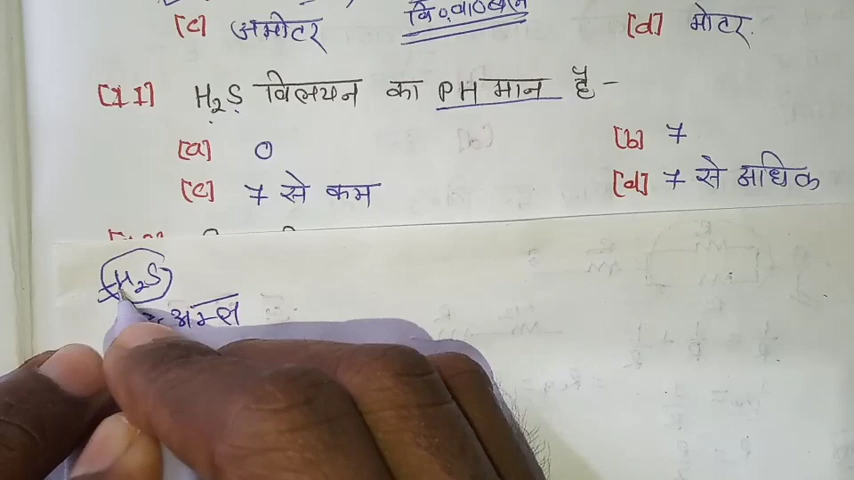 वि०वा०बल
[c] अमीटर [d] मोटर.
[11] H₂S विलयन का PH मान है -
[a] 0 [b] 7
[c] 7 से कम [d] 7 से अधिक
H₂S
अम्ल